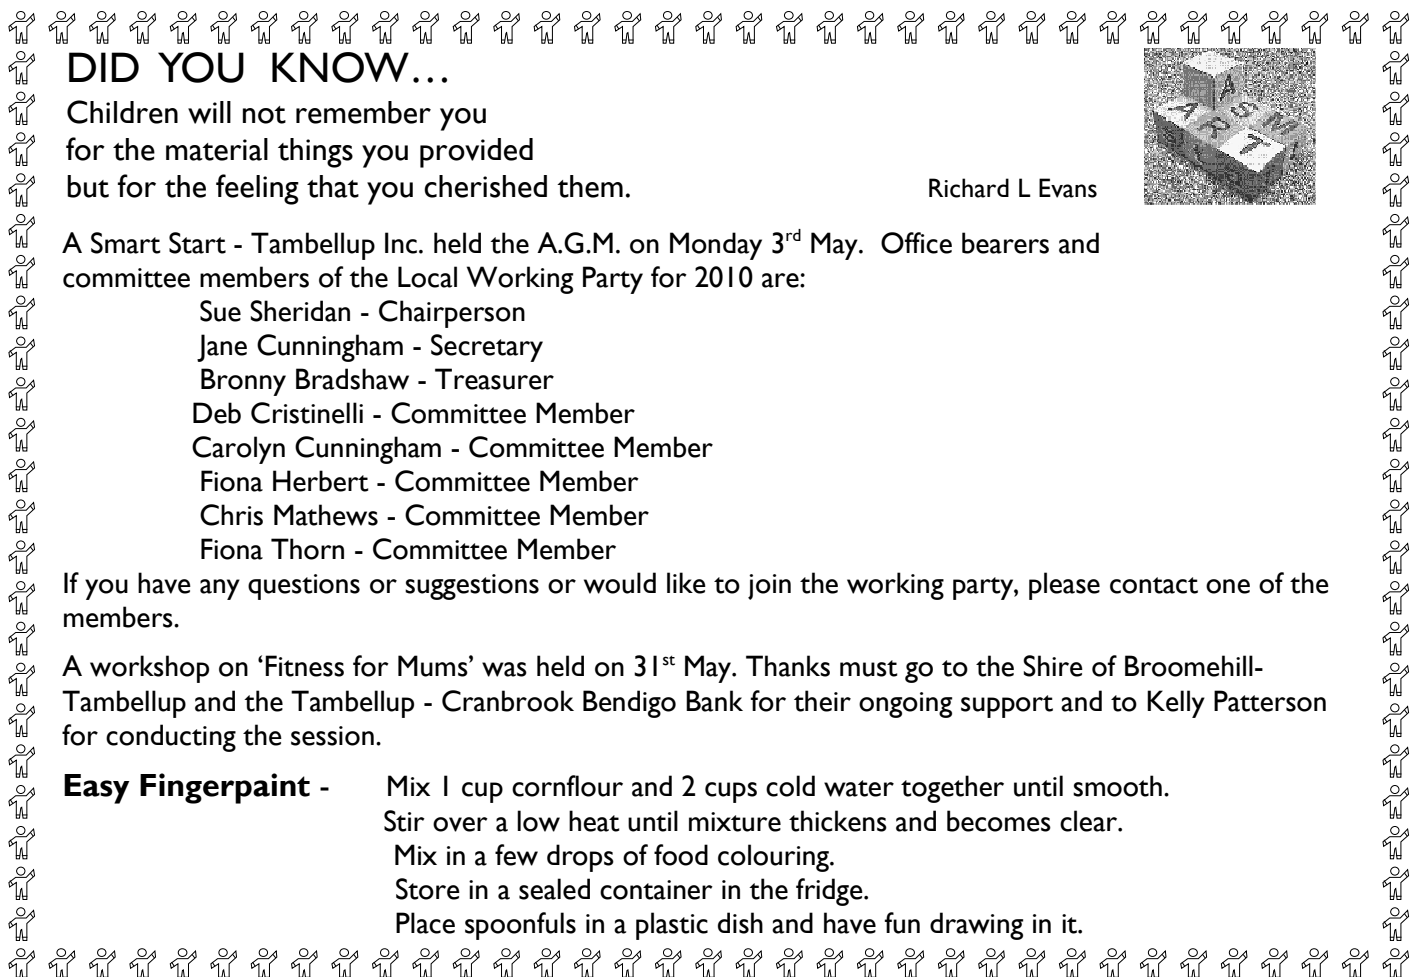 DID YOU KNOW…
Children will not remember you
for the material things you provided
but for the feeling that you cherished them.
Richard L Evans
A Smart Start - Tambellup Inc. held the A.G.M. on Monday 3rd May. Office bearers and
committee members of the Local Working Party for 2010 are:
Sue Sheridan - Chairperson
Jane Cunningham - Secretary
Bronny Bradshaw - Treasurer
Deb Cristinelli - Committee Member
Carolyn Cunningham - Committee Member
Fiona Herbert - Committee Member
Chris Mathews - Committee Member
Fiona Thorn - Committee Member
If you have any questions or suggestions or would like to join the working party, please contact one of the
members.
A workshop on ‘Fitness for Mums’ was held on 31st May. Thanks must go to the Shire of Broomehill-
Tambellup and the Tambellup - Cranbrook Bendigo Bank for their ongoing support and to Kelly Patterson
for conducting the session.
Easy Fingerpaint - Mix 1 cup cornflour and 2 cups cold water together until smooth.
Stir over a low heat until mixture thickens and becomes clear.
Mix in a few drops of food colouring.
Store in a sealed container in the fridge.
Place spoonfuls in a plastic dish and have fun drawing in it.